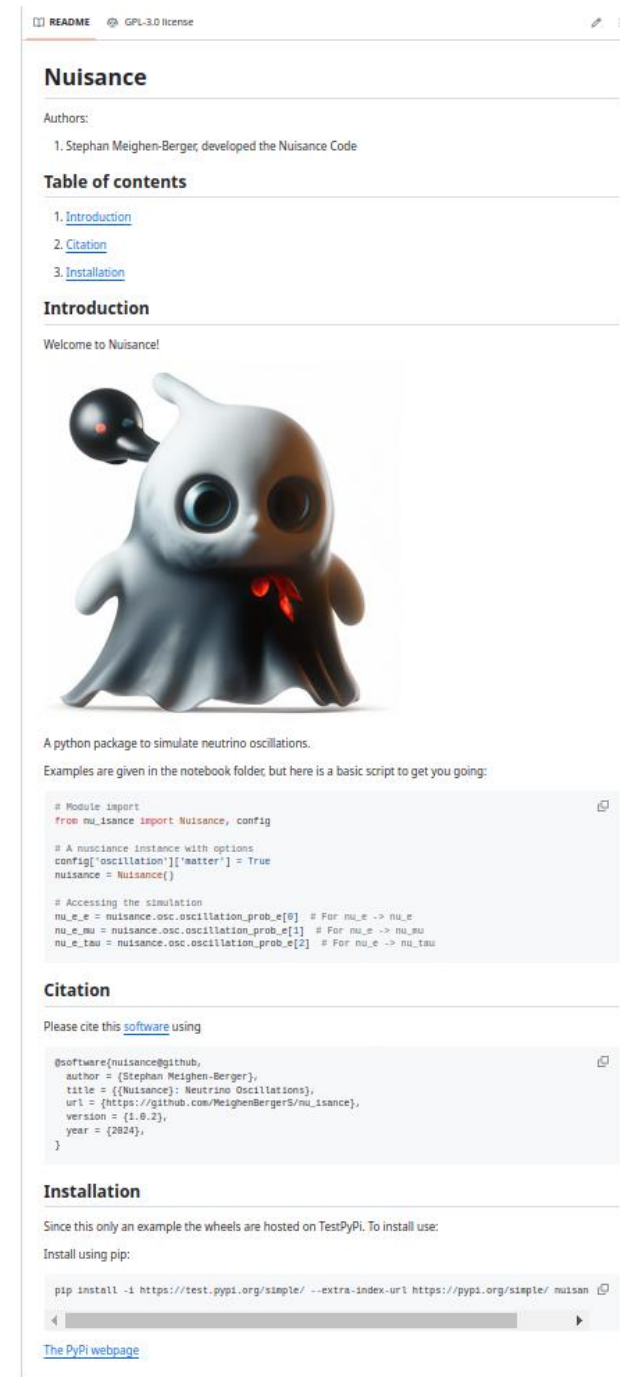 README GPL-3.0 license
Nuisance
Authors:
1. Stephan Meighen-Berger, developed the Nuisance Code
Table of contents
1. Introduction
2. Citation
3. Installation
Introduction
Welcome to Nuisance!
A python package to simulate neutrino oscillations.
Examples are given in the notebook folder, but here is a basic script to get you going:
# Module import
from nu_isance import Nuisance, config
# A nusciance instance with options
config['oscillation']['matter'] = True
nuisance = Nuisance()
# Accessing the simulation
nu_e_e = nuisance.osc.oscillation_prob_e[0]  # For nu_e -> nu_e
nu_e_mu = nuisance.osc.oscillation_prob_e[1]  # For nu_e -> nu_mu
nu_e_tau = nuisance.osc.oscillation_prob_e[2]  # For nu_e -> nu_tau
Citation
Please cite this software using
@software{nuisance@github,
  author = {Stephan Meighen-Berger},
  title = {{Nuisance}: Neutrino Oscillations},
  url = {https://github.com/MeighenBergerS/nu_isance},
  version = {1.0.2},
  year = {2024},
}
Installation
Since this only an example the wheels are hosted on TestPyPi. To install use:
Install using pip:
pip install -i https://test.pypi.org/simple/ --extra-index-url https://pypi.org/simple/ nuisan
The PyPi webpage